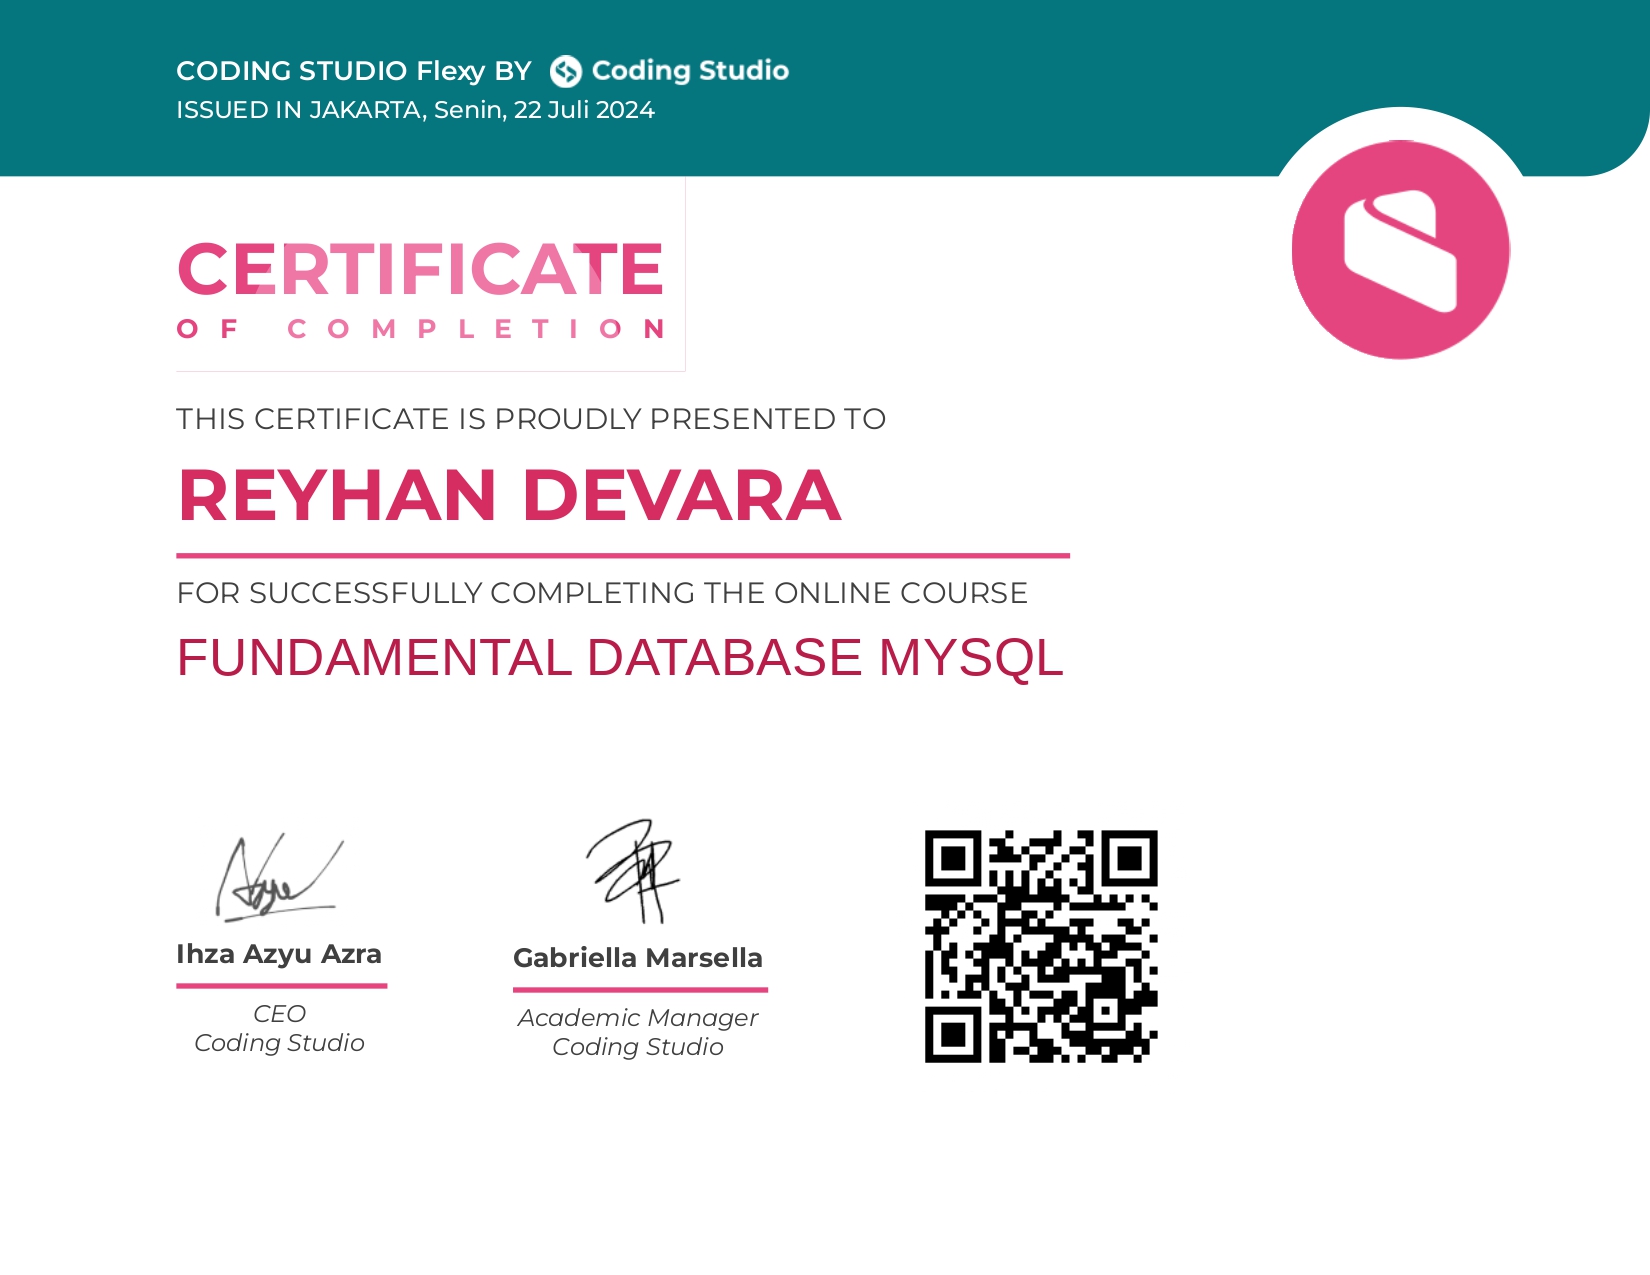 CODING STUDIO Flexy BY Coding Studio
ISSUED IN JAKARTA, Senin, 22 Juli 2024
CERTIFICATE
OF COMPLETION
THIS CERTIFICATE IS PROUDLY PRESENTED TO
REYHAN DEVARA
FOR SUCCESSFULLY COMPLETING THE ONLINE COURSE
FUNDAMENTAL DATABASE MYSQL
Ihza Azyu Azra
CEO
Coding Studio
Gabriella Marsella
Academic Manager
Coding Studio